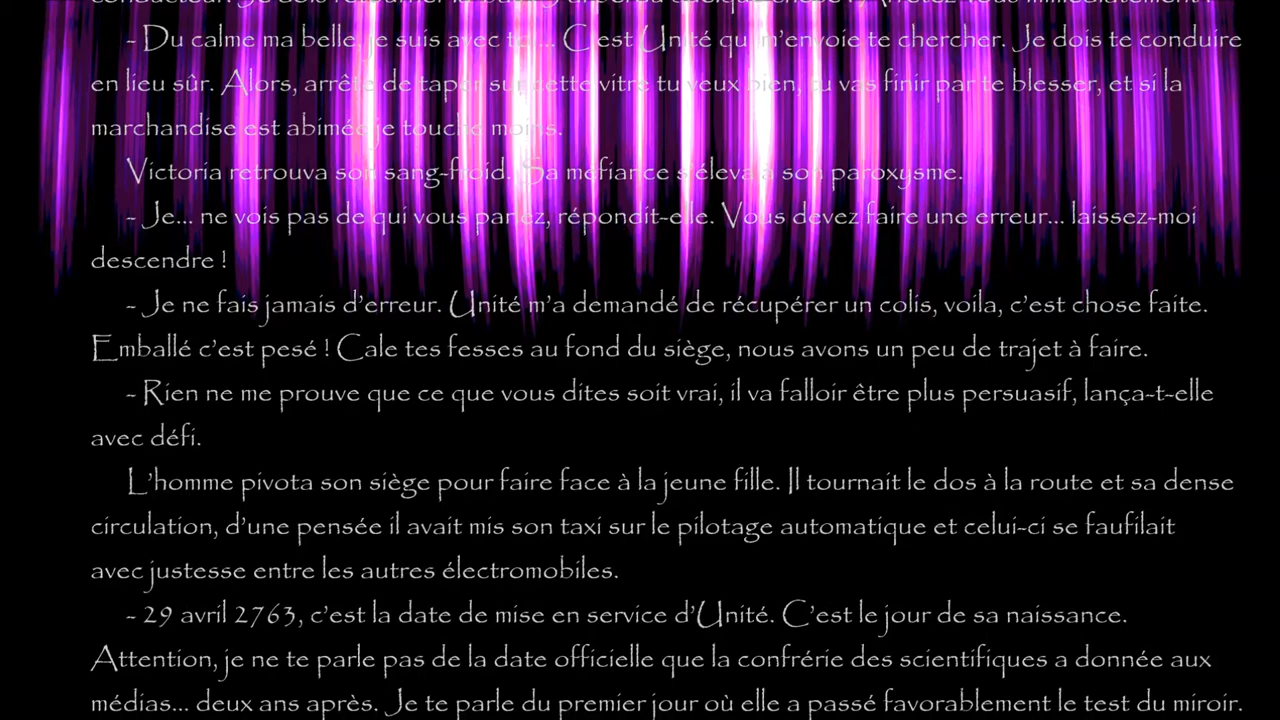 conducteur. Je dois retourner
- Du calme ma belle, je suis avec toi... C'est Unité qui m'envoie te chercher. Je dois te conduire
en lieu sûr. Alors, arrête de taper sur cette vitre tu veux bien, tu vas finir par te blesser, et si la
marchandise est abimée je touche moins.
Victoria retrouva son sang-froid. Sa méfiance s'éleva à son paroxysme.
- Je... ne vois pas de qui vous parlez, répondit-elle. Vous devez faire une erreur... laissez-moi
descendre !
- Je ne fais jamais d'erreur. Unité m'a demandé de récupérer un colis, voila, c'est chose faite.
Emballé c'est pesé ! Cale tes fesses au fond du siège, nous avons un peu de trajet à faire.
- Rien ne me prouve que ce que vous dites soit vrai, il va falloir être plus persuasif, lança-t-elle
avec défi.
L'homme pivota son siège pour faire face à la jeune fille. Il tournait le dos à la route et sa dense
circulation, d'une pensée il avait mis son taxi sur le pilotage automatique et celui-ci se faufilait
avec justesse entre les autres électromobiles.
- 29 avril 2763, c'est la date de mise en service d'Unité. C'est le jour de sa naissance.
Attention, je ne te parle pas de la date officielle que la confrérie des scientifiques a donnée aux
médias... deux ans après. Je te parle du premier jour où elle a passé favorablement le test du miroir.